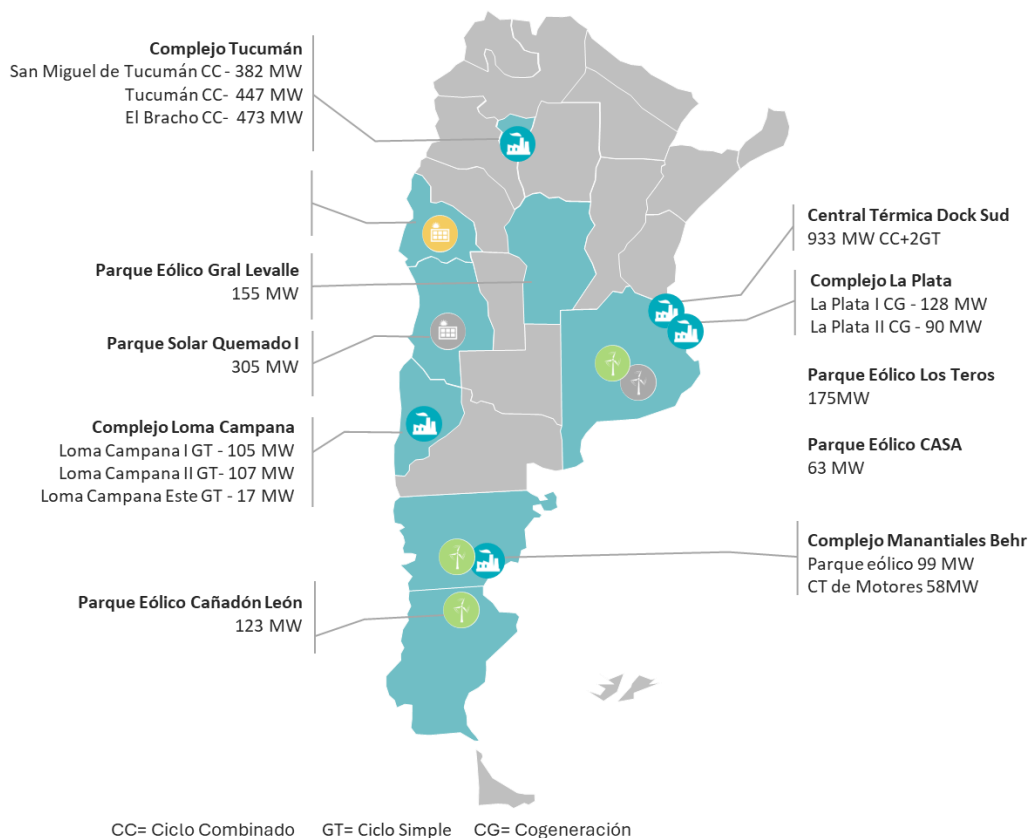 Complejo Tucumán
San Miguel de Tucumán CC - 382 MW
Tucumán CC- 447 MW
El Bracho CC- 473 MW
Parque Eólico Gral Levalle
155 MW
Parque Solar Quemado I
305 MW
Complejo Loma Campana
Loma Campana I GT - 105 MW
Loma Campana II GT- 107 MW
Loma Campana Este GT - 17 MW
Parque Eólico Cañadón León
123 MW
Central Térmica Dock Sud
933 MW CC+2GT
Complejo La Plata
La Plata I CG - 128 MW
La Plata II CG - 90 MW
Parque Eólico Los Teros
175MW
Parque Eólico CASA
63 MW
Complejo Manantiales Behr
Parque eólico 99 MW
CT de Motores 58MW
CC= Ciclo Combinado GT= Ciclo Simple CG= Cogeneración